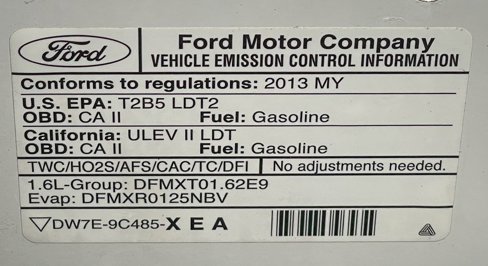 Ford
Ford Motor Company
VEHICLE EMISSION CONTROL INFORMATION
Conforms to regulations: 2013 MY
U.S. EPA: T2B5 LDT2
OBD: CA II Fuel: Gasoline
California: ULEV II LDT
OBD: CA II Fuel: Gasoline
TWC/HO2S/AFS/CAC/TC/DFI No adjustments needed.
1.6L-Group: DFMXT01.62E9
Evap: DFMXR0125NBV
DW7E-9C485-X E A